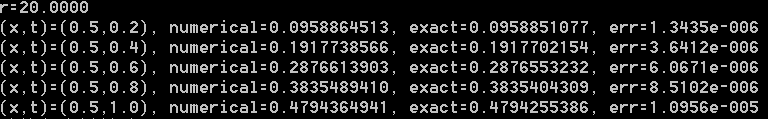 r=20.0000
(x,t)=(0.5,0.2), numerical=0.0958864513, exact=0.0958851077, err=1.3435e-006
(x,t)=(0.5,0.4), numerical=0.1917738566, exact=0.1917702154, err=3.6412e-006
(x,t)=(0.5,0.6), numerical=0.2876613903, exact=0.2876553232, err=6.0671e-006
(x,t)=(0.5,0.8), numerical=0.3835489410, exact=0.3835404309, err=8.5102e-006
(x,t)=(0.5,1.0), numerical=0.4794364941, exact=0.4794255386, err=1.0956e-005